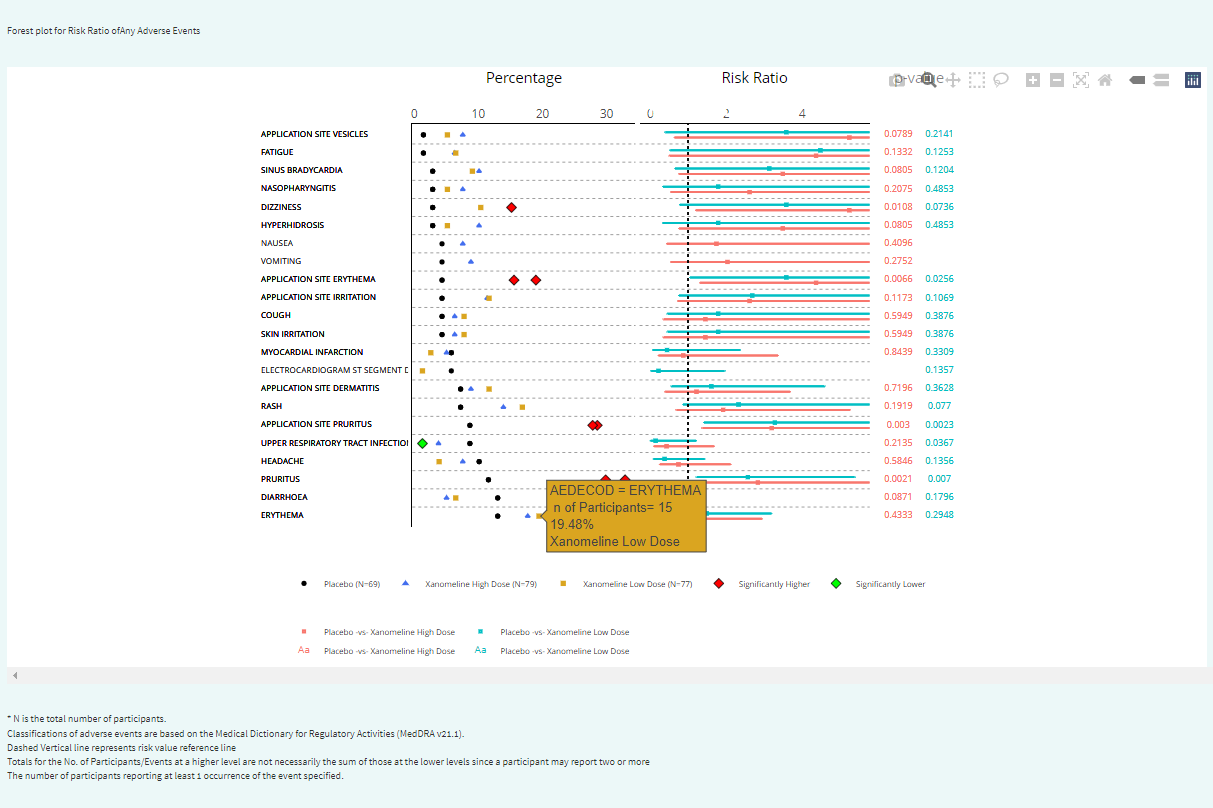 Forest plot for Risk Ratio ofAny Adverse Events
Percentage
Risk Ratio
p-value
0 10 20 30
0 2 4
APPLICATION SITE VESICLES 0.0789 0.2141
FATIGUE 0.1332 0.1253
SINUS BRADYCARDIA 0.0805 0.1204
NASOPHARYNGITIS 0.2075 0.4853
DIZZINESS 0.0108 0.0736
HYPERHIDROSIS 0.0805 0.4853
NAUSEA 0.4096
VOMITING 0.2752
APPLICATION SITE ERYTHEMA 0.0066 0.0256
APPLICATION SITE IRRITATION 0.1173 0.1069
COUGH 0.5949 0.3876
SKIN IRRITATION 0.5949 0.3876
MYOCARDIAL INFARCTION 0.8439 0.3309
ELECTROCARDIOGRAM ST SEGMENT D 0.1357
APPLICATION SITE DERMATITIS 0.7196 0.3628
RASH 0.1919 0.077
APPLICATION SITE PRURITUS 0.003 0.0023
UPPER RESPIRATORY TRACT INFECTIO 0.2135 0.0367
HEADACHE 0.5846 0.1356
PRURITUS 0.0021 0.007
DIARRHOEA 0.0871 0.1796
ERYTHEMA 0.4333 0.2948
AEDECOD = ERYTHEMA
n of Participants= 15
19.48%
Xanomeline Low Dose
Placebo (N=69) Xanomeline High Dose (N=79) Xanomeline Low Dose (N=77) Significantly Higher Significantly Lower
Placebo -vs- Xanomeline High Dose Placebo -vs- Xanomeline Low Dose
Aa Placebo -vs- Xanomeline High Dose Aa Placebo -vs- Xanomeline Low Dose
* N is the total number of participants.
Classifications of adverse events are based on the Medical Dictionary for Regulatory Activities (MedDRA v21.1).
Dashed Vertical line represents risk value reference line
Totals for the No. of Participants/Events at a higher level are not necessarily the sum of those at the lower levels since a participant may report two or more
The number of participants reporting at least 1 occurrence of the event specified.